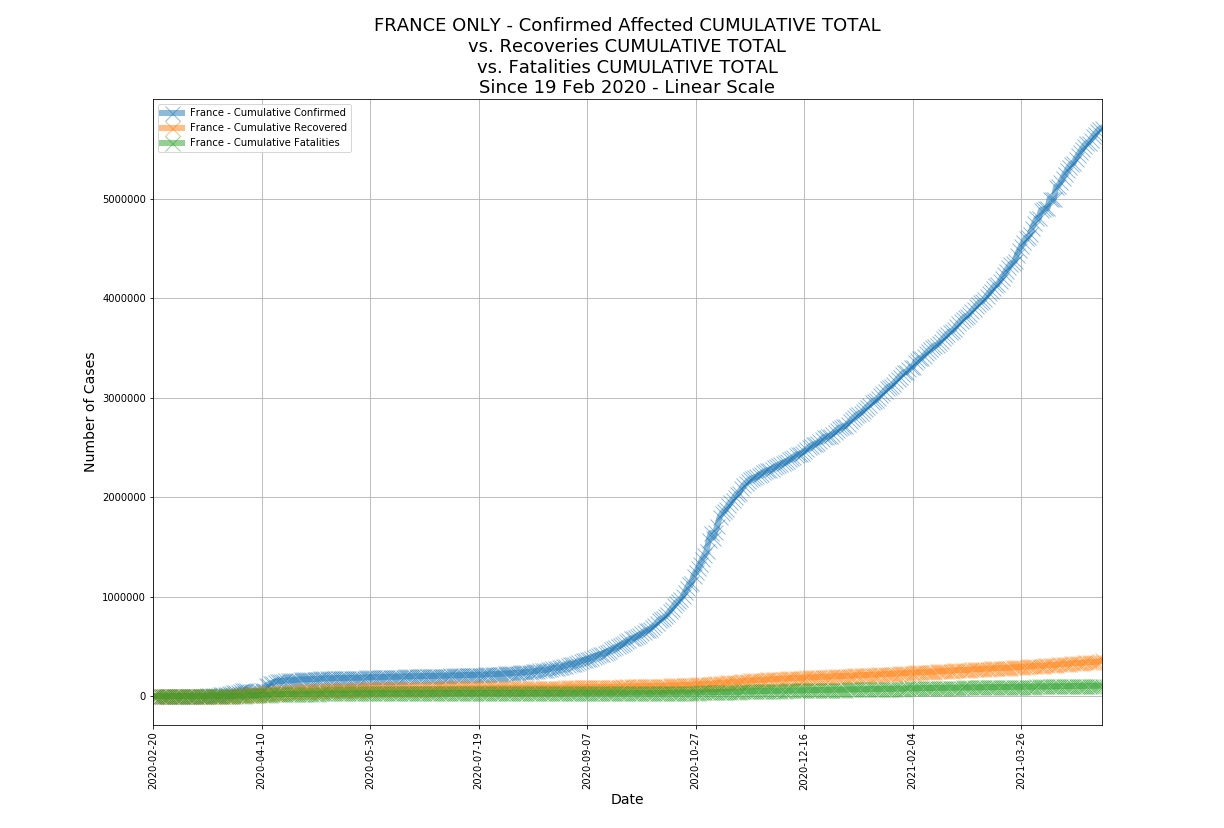 FRANCE ONLY - Confirmed Affected CUMULATIVE TOTAL
vs. Recoveries CUMULATIVE TOTAL
vs. Fatalities CUMULATIVE TOTAL
Since 19 Feb 2020 - Linear Scale
France - Cumulative Confirmed
France - Cumulative Recovered
France - Cumulative Fatalities
Number of Cases
5000000
4000000
3000000
2000000
1000000
0
2020-02-20
2020-04-10
2020-05-30
2020-07-19
2020-09-07
2020-10-27
2020-12-16
2021-02-04
2021-03-26
Date